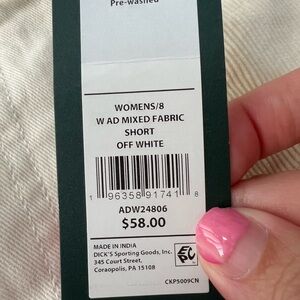 Pre-washed
WOMENS/8
W AD MIXED FABRIC
SHORT
OFF WHITE
1 96358 91741 8
ADW24806
$58.00
MADE IN INDIA
DICK'S Sporting Goods, Inc.
345 Court Street,
Coraopolis, PA 15108
CKP5009CN